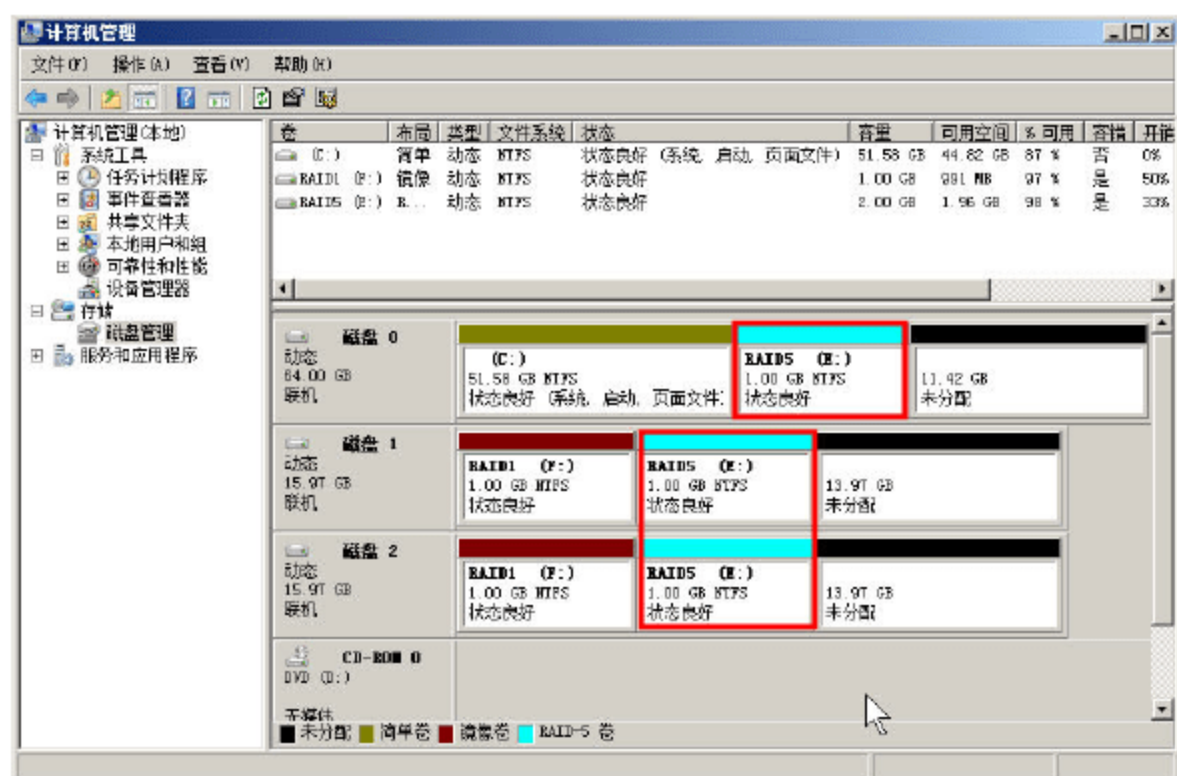 计算机管理
文件(F) 操作(A) 查看(V) 帮助(H)
计算机管理(本地)
系统工具
任务计划程序
事件查看器
共享文件夹
本地用户和组
可靠性和性能
设备管理器
存储
磁盘管理
服务和应用程序
卷 布局 类型 文件系统 状态 容量 可用空间 % 可用 容错 开销
(C:) 简单 动态 NTFS 状态良好 (系统, 启动, 页面文件) 51.58 GB 44.82 GB 87 % 否 0%
RAID1 (F:) 镜像 动态 NTFS 状态良好 1.00 GB 981 MB 97 % 是 50%
RAID5 (E:) R... 动态 NTFS 状态良好 2.00 GB 1.96 GB 98 % 是 33%
磁盘 0
动态
64.00 GB
联机
(C:)
51.58 GB NTFS
状态良好 (系统, 启动, 页面文件)
RAID5 (E:)
1.00 GB NTFS
状态良好
11.42 GB
未分配
磁盘 1
动态
15.97 GB
联机
RAID1 (F:)
1.00 GB NTFS
状态良好
RAID5 (E:)
1.00 GB NTFS
状态良好
13.97 GB
未分配
磁盘 2
动态
15.97 GB
联机
RAID1 (F:)
1.00 GB NTFS
状态良好
RAID5 (E:)
1.00 GB NTFS
状态良好
13.97 GB
未分配
CD-ROM 0
DVD (D:)
无媒体
未分配 简单卷 镜像卷 RAID-5 卷